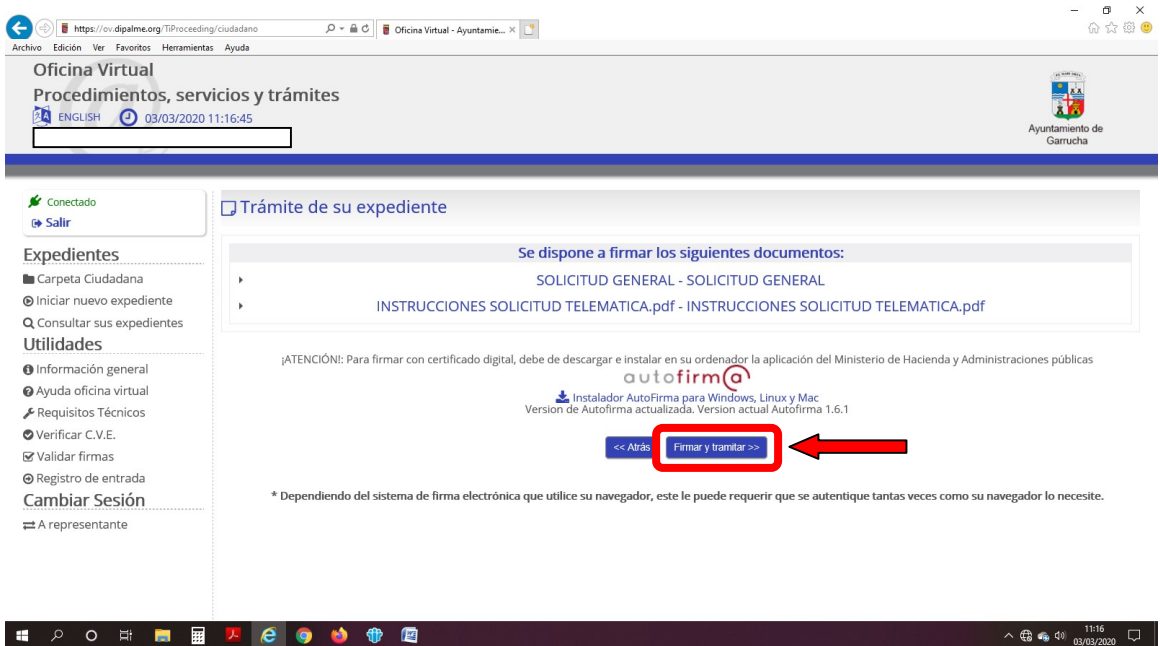 https://ov.dipalme.org/TiProceeding/ciudadano
Oficina Virtual - Ayuntamie...
Archivo Edición Ver Favoritos Herramientas Ayuda
Oficina Virtual
Procedimientos, servicios y trámites
ENGLISH 03/03/2020 11:16:45
Ayuntamiento de
Garrucha
Conectado
Salir
Expedientes
Carpeta Ciudadana
Iniciar nuevo expediente
Consultar sus expedientes
Utilidades
Información general
Ayuda oficina virtual
Requisitos Técnicos
Verificar C.V.E.
Validar firmas
Registro de entrada
Cambiar Sesión
A representante
Trámite de su expediente
Se dispone a firmar los siguientes documentos:
SOLICITUD GENERAL - SOLICITUD GENERAL
INSTRUCCIONES SOLICITUD TELEMATICA.pdf - INSTRUCCIONES SOLICITUD TELEMATICA.pdf
¡ATENCIÓN!: Para firmar con certificado digital, debe de descargar e instalar en su ordenador la aplicación del Ministerio de Hacienda y Administraciones públicas
autofirm@
Instalador AutoFirma para Windows, Linux y Mac
Version de Autofirma actualizada. Version actual Autofirma 1.6.1
<< Atrás Firmar y tramitar >>
* Dependiendo del sistema de firma electrónica que utilice su navegador, este le puede requerir que se autentique tantas veces como su navegador lo necesite.
11:16
03/03/2020